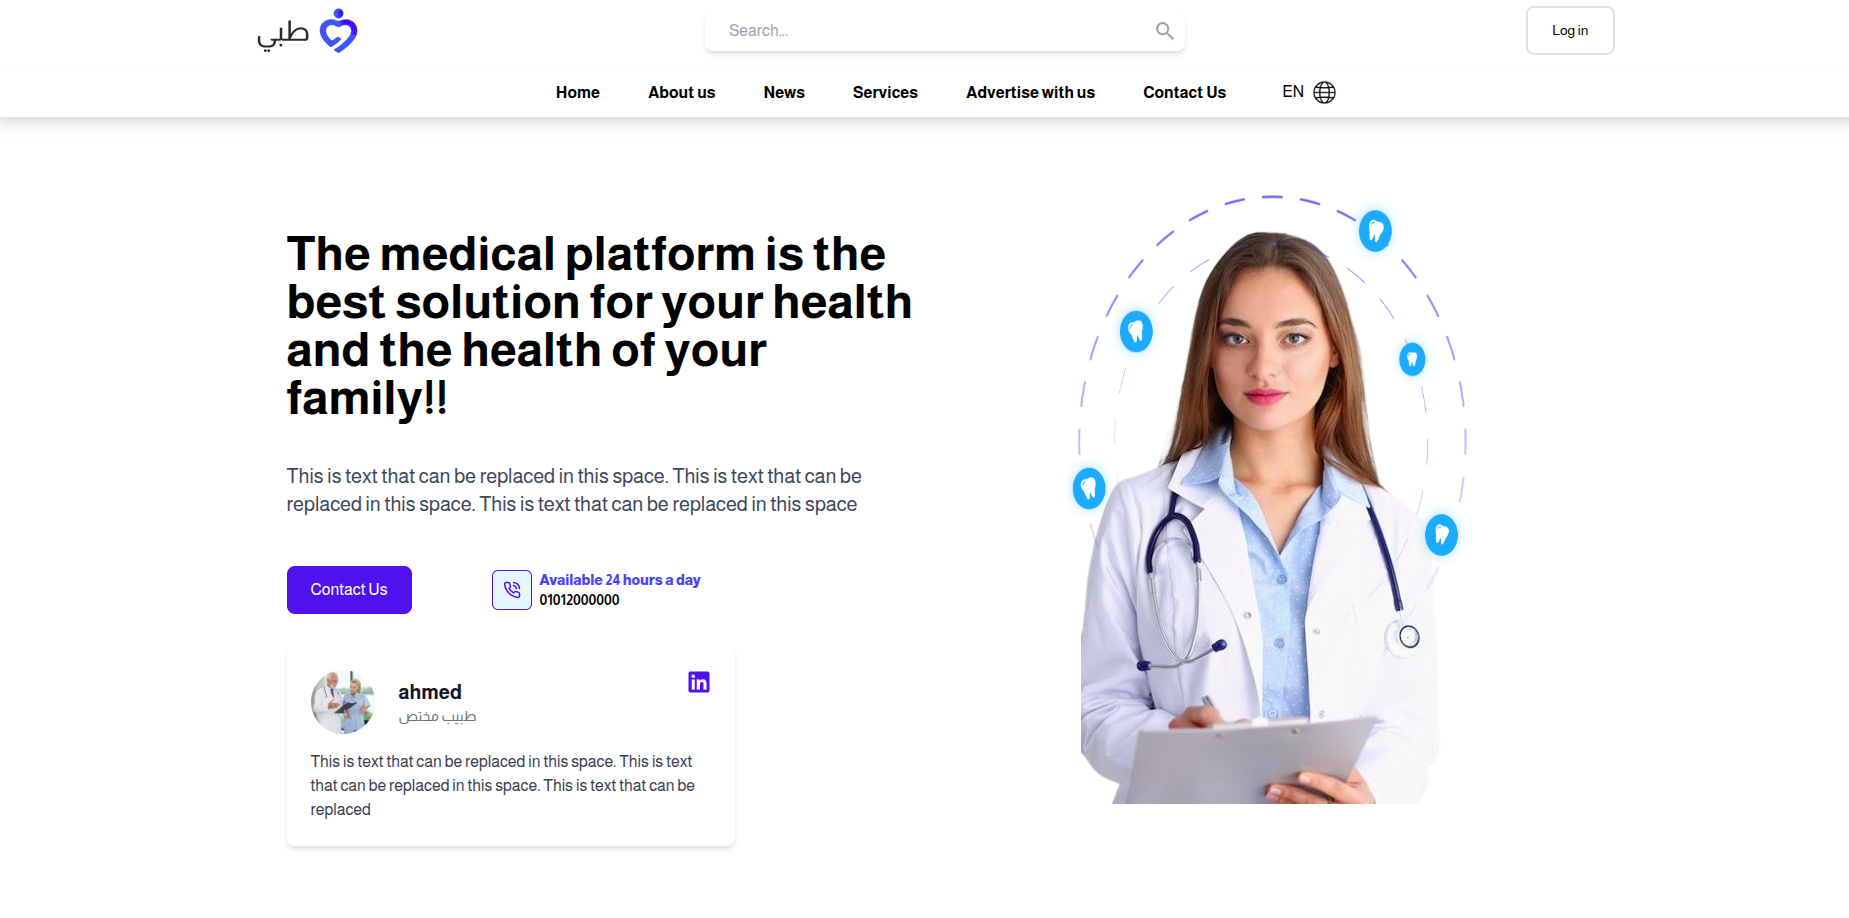 طبي
Search...
Log in
Home
About us
News
Services
Advertise with us
Contact Us
EN
The medical platform is the
best solution for your health
and the health of your
family!!
This is text that can be replaced in this space. This is text that can be
replaced in this space. This is text that can be replaced in this space
Contact Us
Available 24 hours a day
01012000000
ahmed
طبيب مختص
in
This is text that can be replaced in this space. This is text
that can be replaced in this space. This is text that can be
replaced